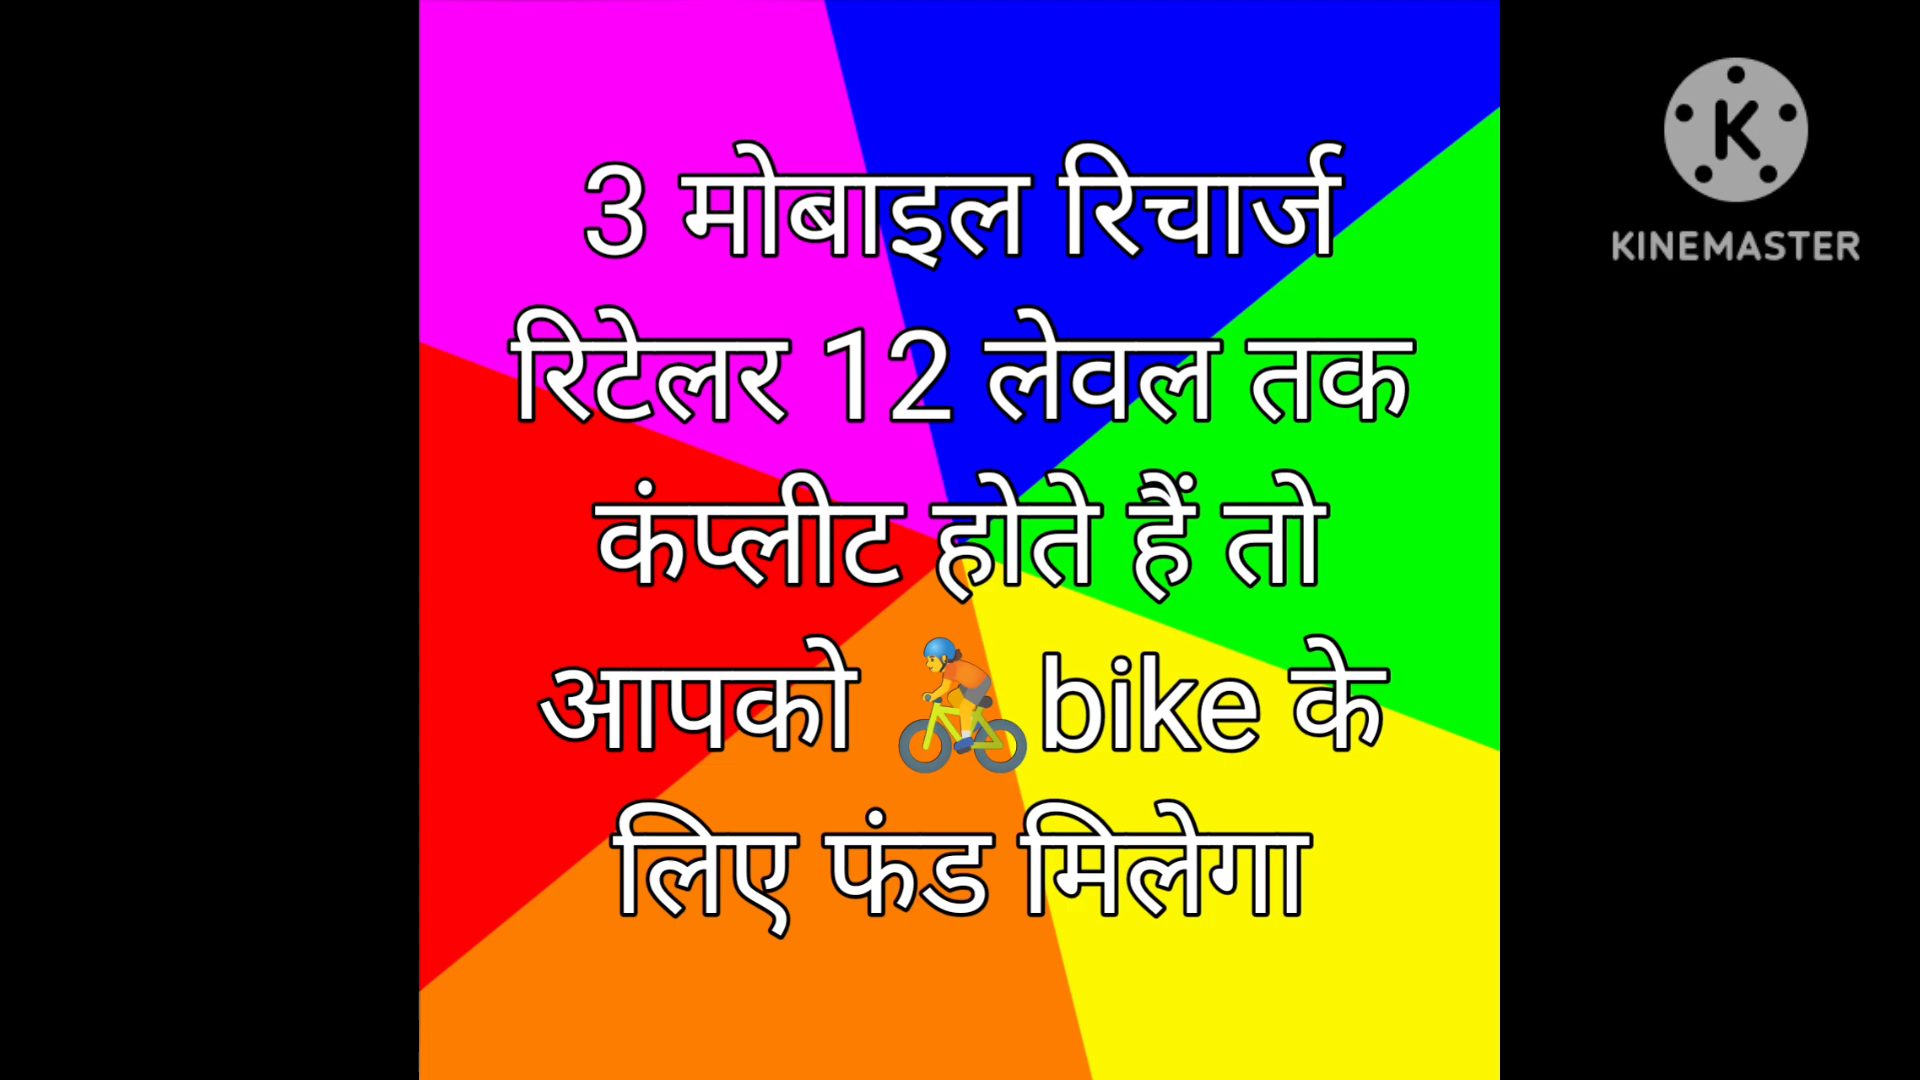 3 मोबाइल रिचार्ज
रिटेलर 12 लेवल तक
कंप्लीट होते हैं तो
आपको 🚴 bike के
लिए फंड मिलेगा
K
KINEMASTER